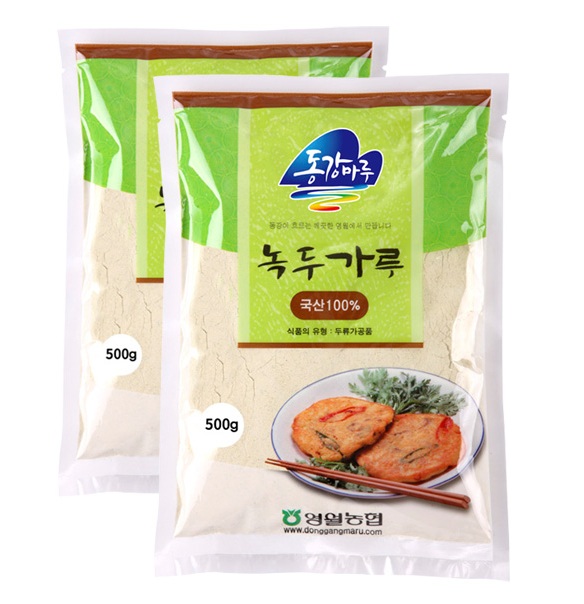 동강마루
동강이 흐르는 깨끗한 영월에서 만듭니다
녹두가루
국산100%
식품의 유형 : 두류가공품
500g
500g
영월농협
www.donggangmaru.com